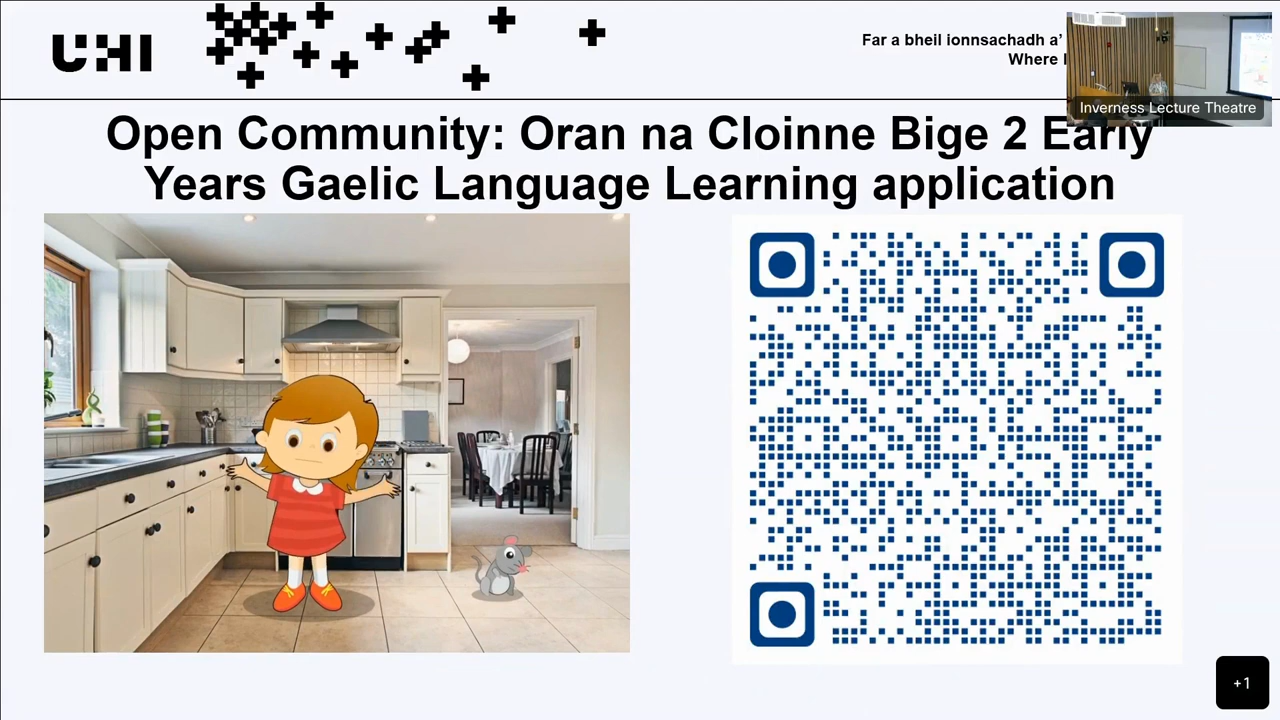 UHI
Far a bheil ionnsachadh a’
Where
Inverness Lecture Theatre
Open Community: Oran na Cloinne Bige 2 Early
Years Gaelic Language Learning application
+1